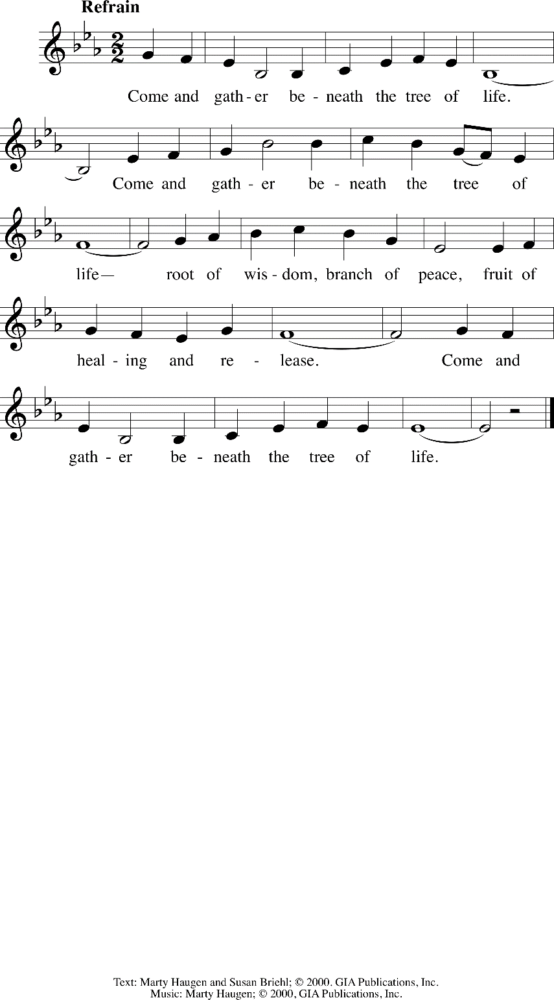 Refrain
Come and gath - er be - neath the tree of life.
Come and gath - er be - neath the tree of
life— root of wis - dom, branch of peace, fruit of
heal - ing and re - lease. Come and
gath - er be - neath the tree of life.
Text: Marty Haugen and Susan Briehl; © 2000. GIA Publications, Inc.
Music: Marty Haugen; © 2000, GIA Publications, Inc.